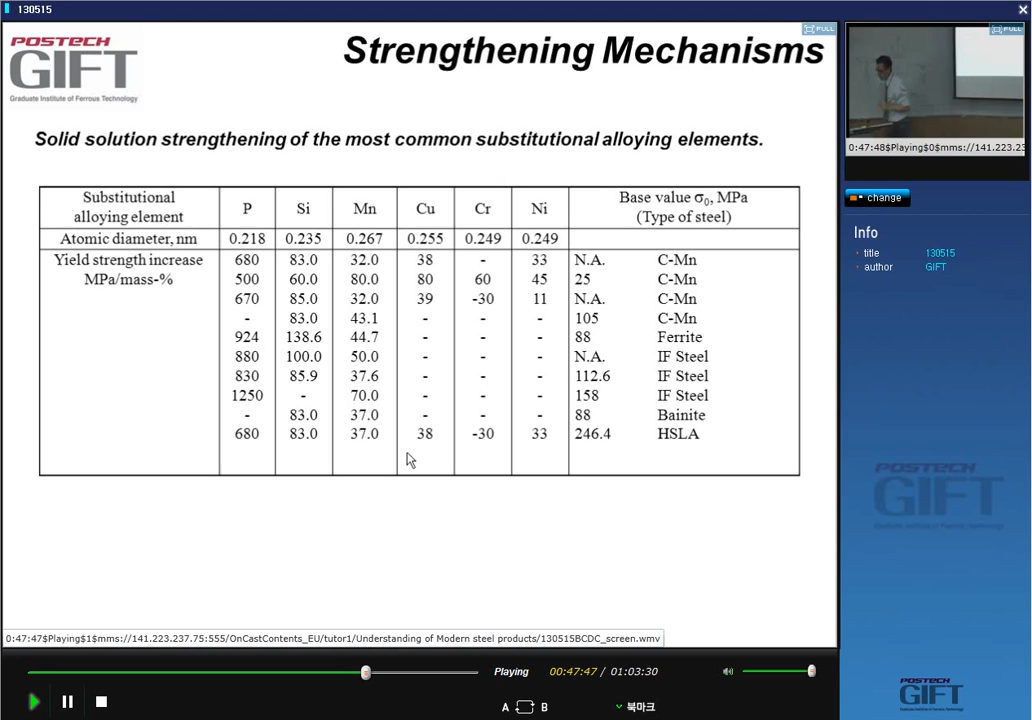 130515
POSTECH
GIFT
Graduate Institute of Ferrous Technology
Strengthening Mechanisms
FULL
Solid solution strengthening of the most common substitutional alloying elements.
Substitutional alloying element P Si Mn Cu Cr Ni Base value σ0, MPa (Type of steel)
Atomic diameter, nm 0.218 0.235 0.267 0.255 0.249 0.249
Yield strength increase 680 83.0 32.0 38 - 33 N.A. C-Mn
MPa/mass-% 500 60.0 80.0 80 60 45 25 C-Mn
670 85.0 32.0 39 -30 11 N.A. C-Mn
- 83.0 43.1 - - - 105 C-Mn
924 138.6 44.7 - - - 88 Ferrite
880 100.0 50.0 - - - N.A. IF Steel
830 85.9 37.6 - - - 112.6 IF Steel
1250 - 70.0 - - - 158 IF Steel
- 83.0 37.0 - - - 88 Bainite
680 83.0 37.0 38 -30 33 246.4 HSLA
0:47:47$Playing$1$mms://141.223.237.75:555/OnCastContents_EU/tutor1/Understanding of Modern steel products/130515BCDC_screen.wmv
Playing 00:47:47 / 01:03:30
A B 북마크
FULL
0:47:48$Playing$0$mms://141.223.23
change
Info
title 130515
author GIFT
POSTECH
GIFT
POSTECH
GIFT